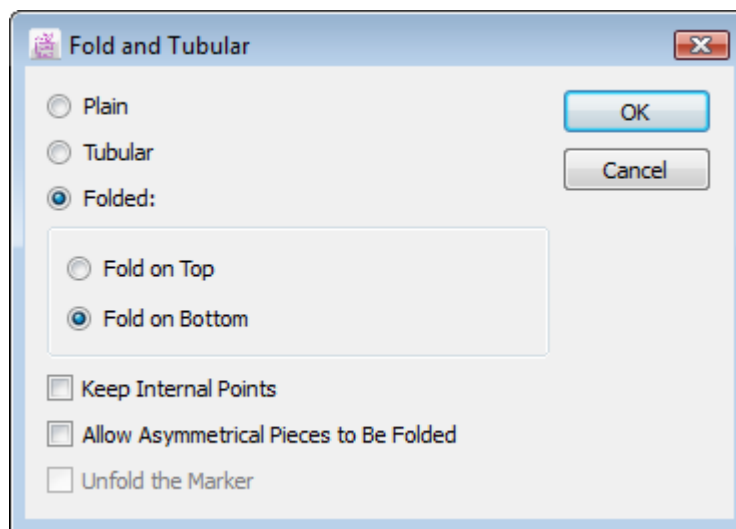 Fold and Tubular
Plain
OK
Tubular
Cancel
Folded:
Fold on Top
Fold on Bottom
Keep Internal Points
Allow Asymmetrical Pieces to Be Folded
Unfold the Marker